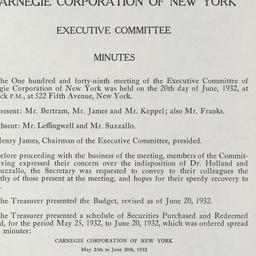 CARNEGIE CORPORATION OF NEW YORK
EXECUTIVE COMMITTEE
MINUTES
The One hundred and forty-ninth meeting of the Executive Committee of
gie Corporation of New York was held on the 20th day of June, 1932, at
ck P.M., at 522 Fifth Avenue, New York.
resent: Mr. Bertram, Mr. James and Mr. Keppel; also Mr. Franks.
bsent: Mr. Leffingwell and Mr. Suzzallo.
enry James, Chairman of the Executive Committee, presided.
efore proceeding with the business of the meeting, members of the Commit-
ving expressed their concern over the indisposition of Dr. Holland and
uzzallo, the Secretary was requested to convey to their colleagues the
thy of those present at the meeting, and hopes for their speedy recovery to
.
he Treasurer presented the Budget, revised as of June 20, 1932.
he Treasurer presented a schedule of Securities Purchased and Redeemed
d, for the period May 25, 1932, to June 20, 1932, which was ordered spread
e minutes:
CARNEGIE CORPORATION OF NEW YORK
May 25th to June 20th, 1932